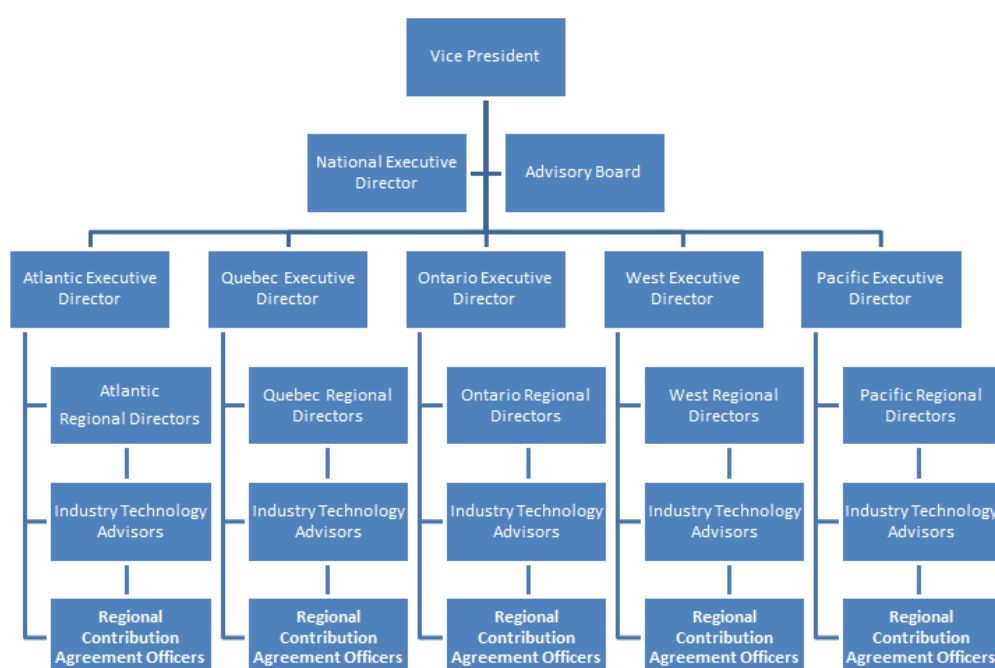 Vice President
National Executive
Director
Advisory Board
Atlantic Executive
Director
Quebec Executive
Director
Ontario Executive
Director
West Executive
Director
Pacific Executive
Director
Atlantic
Regional Directors
Quebec Regional
Directors
Ontario Regional
Directors
West Regional
Directors
Pacific Regional
Directors
Industry Technology
Advisors
Industry Technology
Advisors
Industry Technology
Advisors
Industry Technology
Advisors
Industry Technology
Advisors
Regional
Contribution
Agreement Officers
Regional
Contribution
Agreement Officers
Regional
Contribution
Agreement Officers
Regional
Contribution
Agreement Officers
Regional
Contribution
Agreement Officers